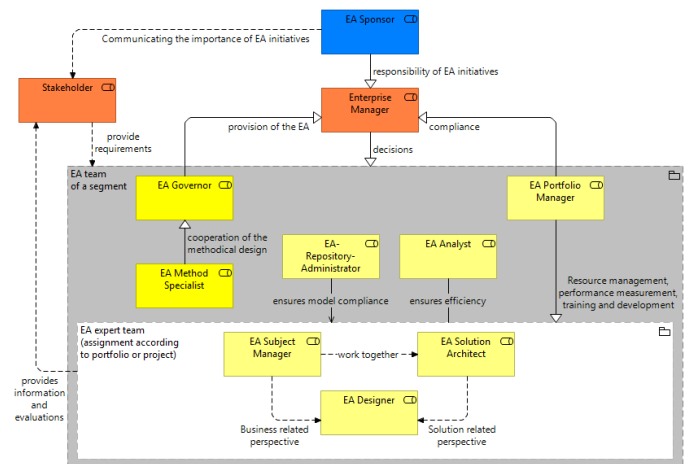 EA Sponsor
Communicating the importance of EA initiatives
responsibility of EA initiatives
Stakeholder
Enterprise
Manager
provision of the EA
compliance
provide
requirements
decisions
EA team
of a segment
EA Governor
EA Portfolio
Manager
cooperation of the
methodical design
EA-
Repository-
Administrator
EA Analyst
EA Method
Specialist
ensures model compliance
ensures efficiency
Resource management,
performance measurement,
training and development
EA expert team
(assignment according
to portfolio or project)
EA Subject
Manager
work together
EA Solution
Architect
provides
information
and
evaluations
EA Designer
Business related
perspective
Solution related
perspective